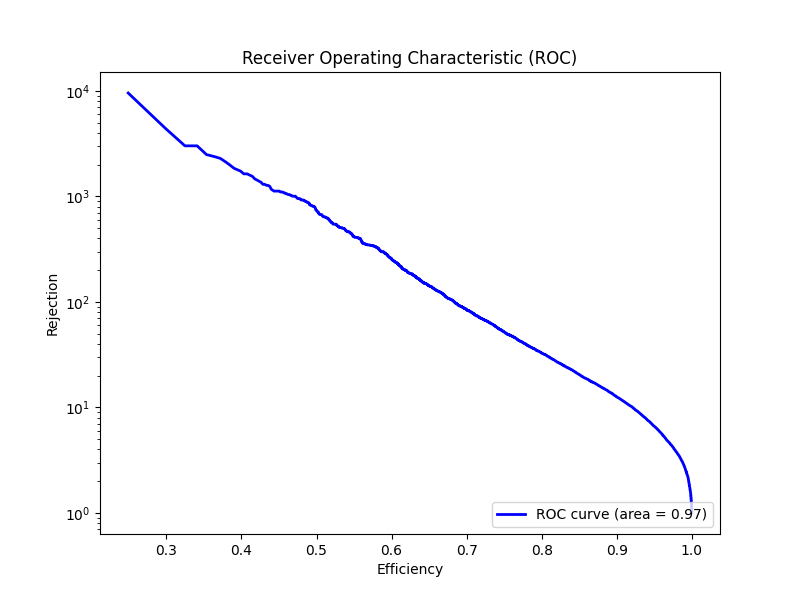 Receiver Operating Characteristic (ROC)
10⁴
10³
10²
10¹
10⁰
Rejection
ROC curve (area = 0.97)
0.3 0.4 0.5 0.6 0.7 0.8 0.9 1.0
Efficiency